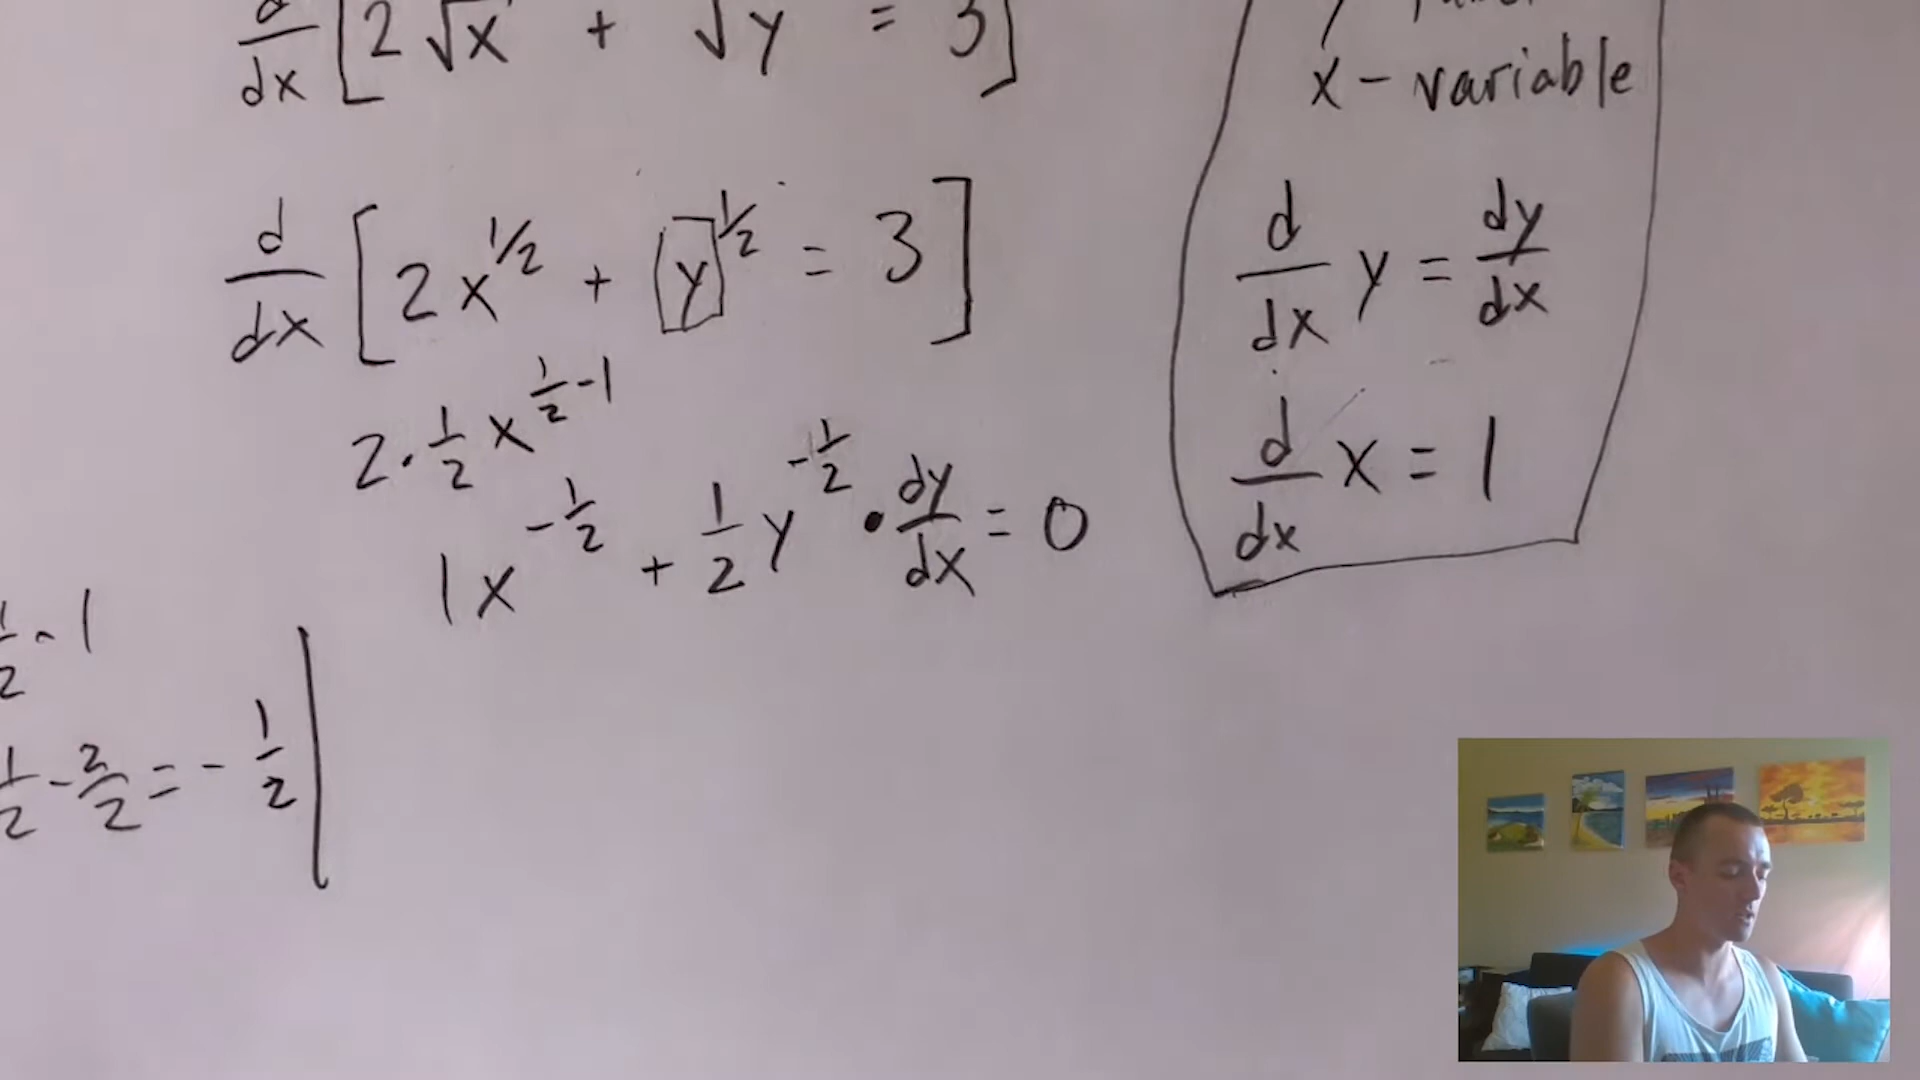 d/dx [2√x + √y = 3]
x - variable
d/dx [2x^1/2 + (y)^1/2 = 3]
2 · 1/2 x^1/2-1
1x^-1/2 + 1/2 y^-1/2 · dy/dx = 0
d/dx y = dy/dx
d/dx x = 1
1/2 - 1
1/2 - 2/2 = - 1/2